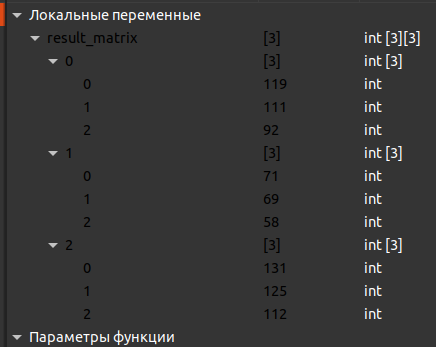 Локальные переменные
result_matrix [3] int [3][3]
0 [3] int [3]
0 119 int
1 111 int
2 92 int
1 [3] int [3]
0 71 int
1 69 int
2 58 int
2 [3] int [3]
0 131 int
1 125 int
2 112 int
Параметры функции